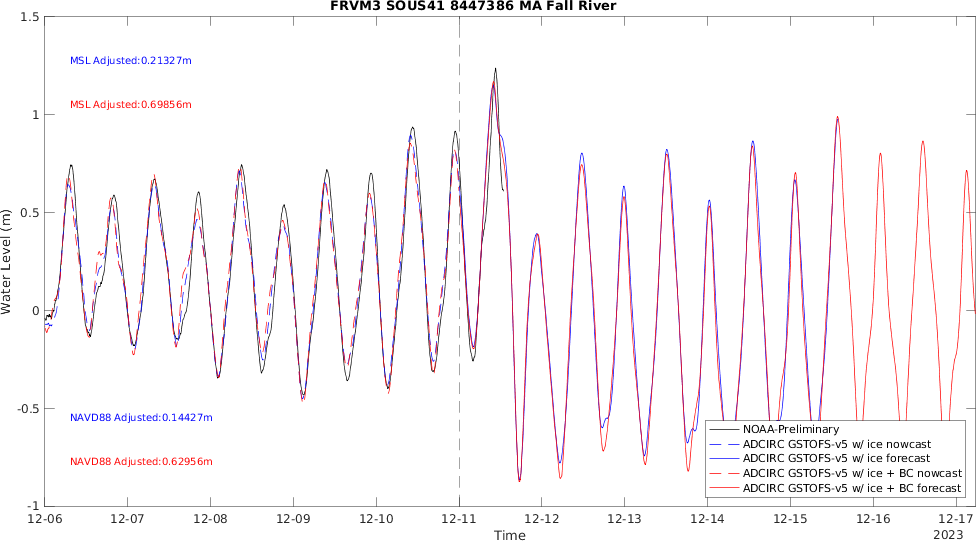 FRVM3 SOUS41 8447386 MA Fall River
1.5
MSL Adjusted:0.21327m
1
MSL Adjusted:0.69856m
0.5
Water Level (m)
0
-0.5
NAVD88 Adjusted:0.14427m
NAVD88 Adjusted:0.62956m
NOAA-Preliminary
ADCIRC GSTOFS-v5 w/ ice nowcast
ADCIRC GSTOFS-v5 w/ ice forecast
ADCIRC GSTOFS-v5 w/ ice + BC nowcast
ADCIRC GSTOFS-v5 w/ ice + BC forecast
-1
12-06 12-07 12-08 12-09 12-10 12-11 12-12 12-13 12-14 12-15 12-16 12-17
Time 2023